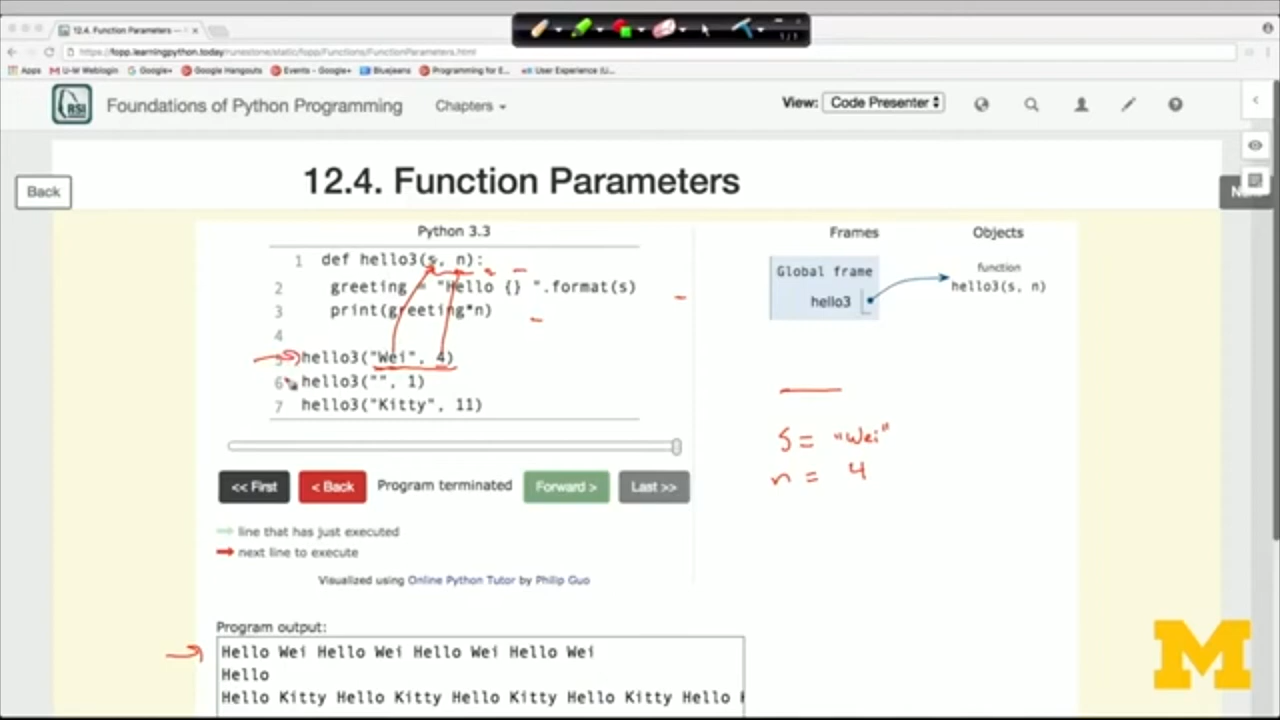 12.4. Function Parameters — ×
1/1
https://fopp.learningpython.today/runestone/static/fopp/Functions/FunctionParameters.html
Apps U-W Weblogin Google+ Google Hangouts Events - Google+ Bluejeans Programming for E... User Experience (Li...
RSI Foundations of Python Programming Chapters View: Code Presenter
12.4. Function Parameters
Back
Python 3.3
1 def hello3(s, n):
2 greeting = "Hello {} ".format(s)
3 print(greeting*n)
4
5 hello3("Wei", 4)
6 hello3("", 1)
7 hello3("Kitty", 11)
<< First < Back Program terminated Forward > Last >>
line that has just executed
next line to execute
Visualized using Online Python Tutor by Philip Guo
Frames Objects
Global frame
hello3
function
hello3(s, n)
s = "Wei"
n = 4
Program output:
Hello Wei Hello Wei Hello Wei Hello Wei
Hello
Hello Kitty Hello Kitty Hello Kitty Hello Kitty Hello
M